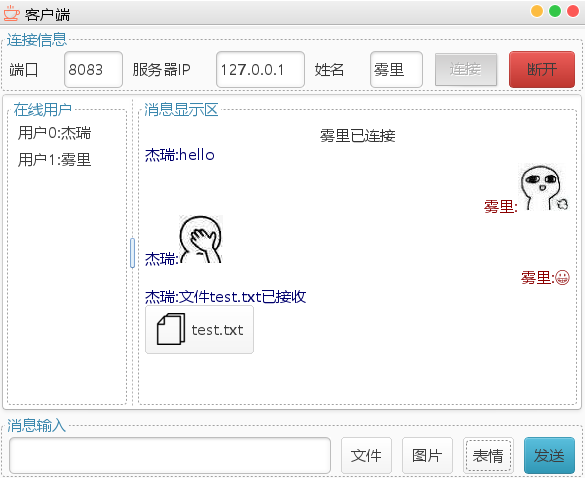 客户端
连接信息
端口 8083 服务器IP 127.0.0.1 姓名 雾里 连接 断开
在线用户
用户0:杰瑞
用户1:雾里
消息显示区
雾里已连接
杰瑞:hello
雾里:
杰瑞:
雾里:😀
杰瑞:文件test.txt已接收
test.txt
消息输入
文件 图片 表情 发送